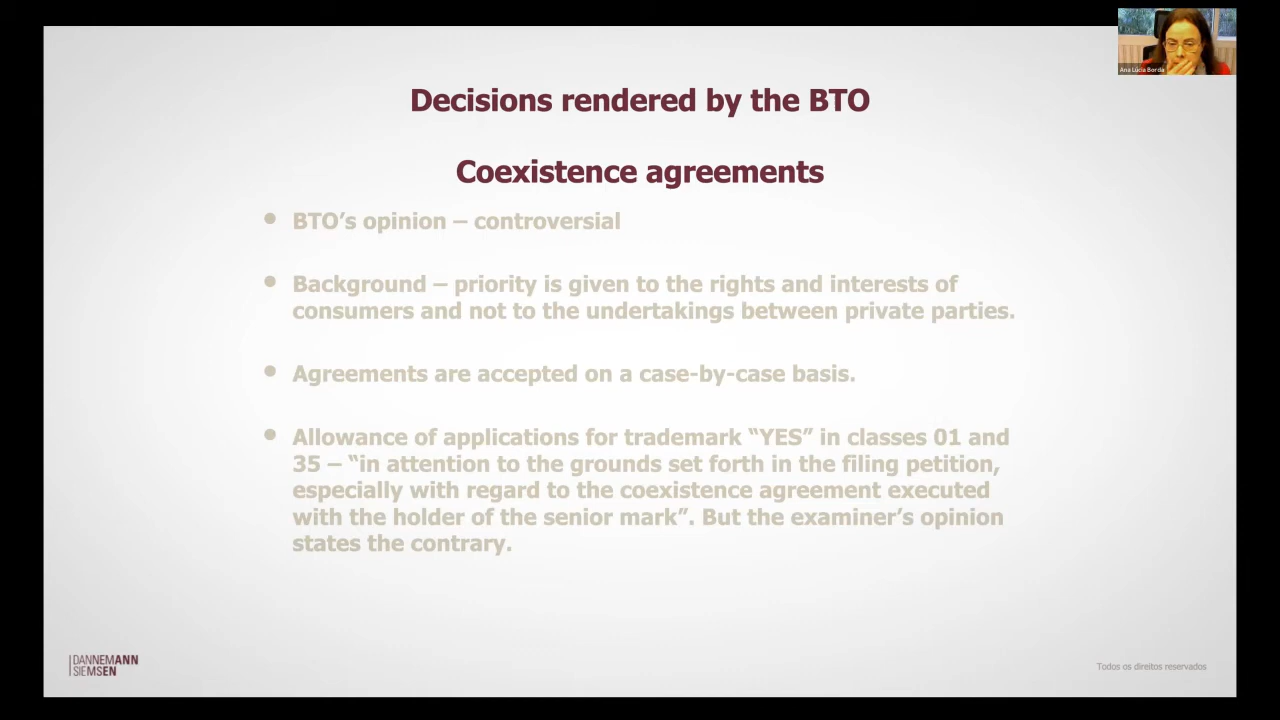 Ana Lúcia Borda
Decisions rendered by the BTO
Coexistence agreements
• BTO’s opinion – controversial
• Background – priority is given to the rights and interests of
consumers and not to the undertakings between private parties.
• Agreements are accepted on a case-by-case basis.
• Allowance of applications for trademark “YES” in classes 01 and
35 – “in attention to the grounds set forth in the filing petition,
especially with regard to the coexistence agreement executed
with the holder of the senior mark”. But the examiner’s opinion
states the contrary.
DANNEMANN
SIEMSEN
Todos os direitos reservados